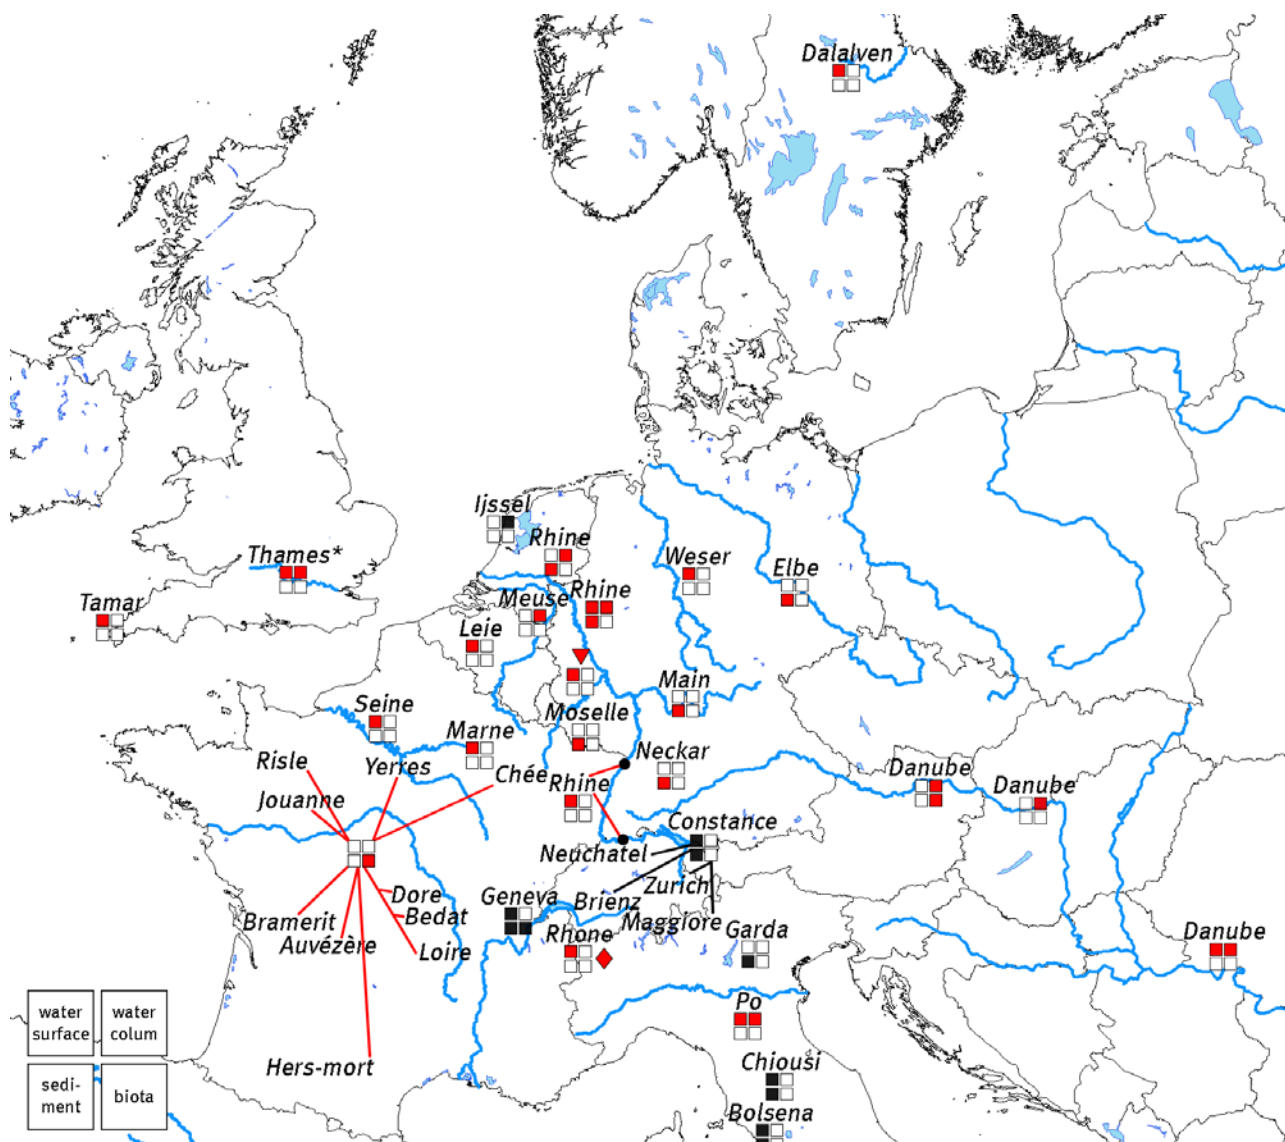 Dalalven
Ijssel
Rhine
Thames*
Weser
Elbe
Rhine
Tamar
Meuse
Leie
Main
Seine
Moselle
Marne
Neckar
Risle
Yerres
Chée
Rhine
Danube
Danube
Jouanne
Constance
Neuchatel
Zurich
Dore
Geneva
Brienz
Bramerit
Bedat
Maggiore
Auvézère
Rhone
Garda
Danube
Loire
Po
water
surface
water
colum
Hers-mort
Chiousi
sedi-
ment
biota
Bolsena